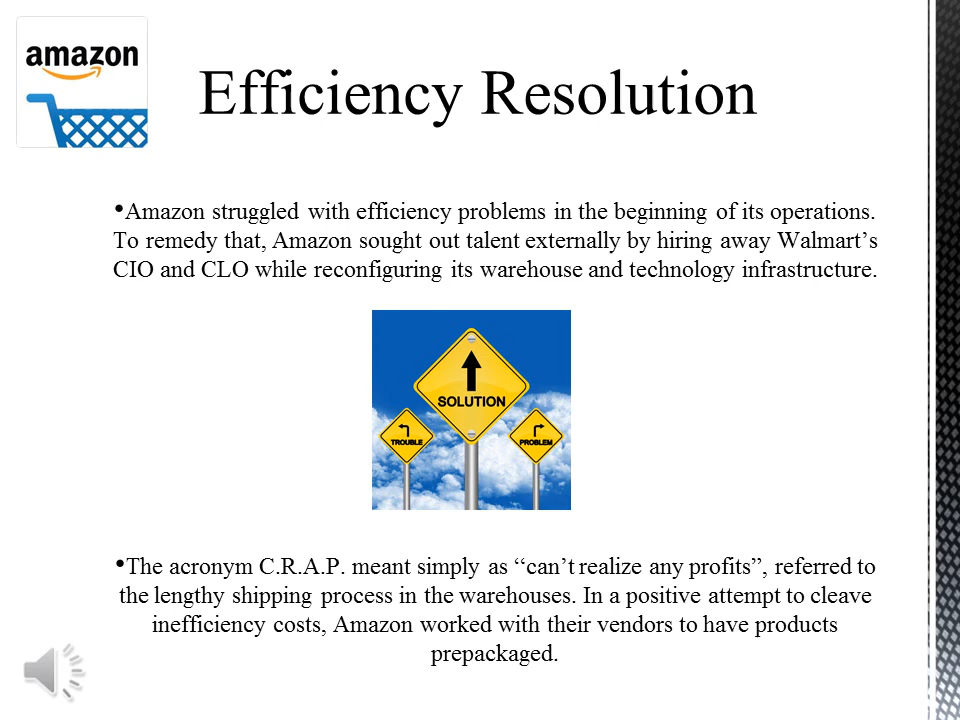 amazon
Efficiency Resolution
•Amazon struggled with efficiency problems in the beginning of its operations.
To remedy that, Amazon sought out talent externally by hiring away Walmart’s
CIO and CLO while reconfiguring its warehouse and technology infrastructure.
SOLUTION
TROUBLE
PROBLEM
•The acronym C.R.A.P. meant simply as “can’t realize any profits”, referred to
the lengthy shipping process in the warehouses. In a positive attempt to cleave
inefficiency costs, Amazon worked with their vendors to have products
prepackaged.